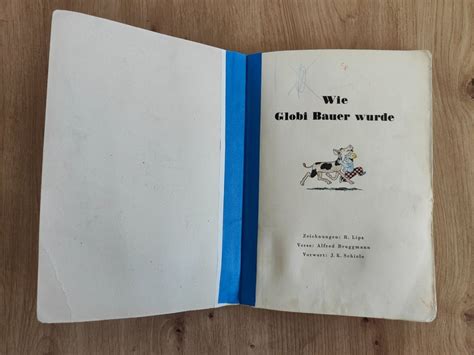 Wie
Globi Bauer wurde
Zeichnungen: R. Lips
Verse: Alfred Bruggmann
Vorwort: J. K. Schiele